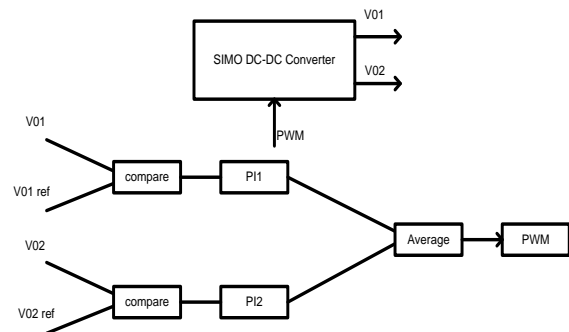 V01
SIMO DC-DC Converter
V02
PWM
V01
V01 ref
compare
PI1
V02
Average
PWM
V02 ref
compare
PI2